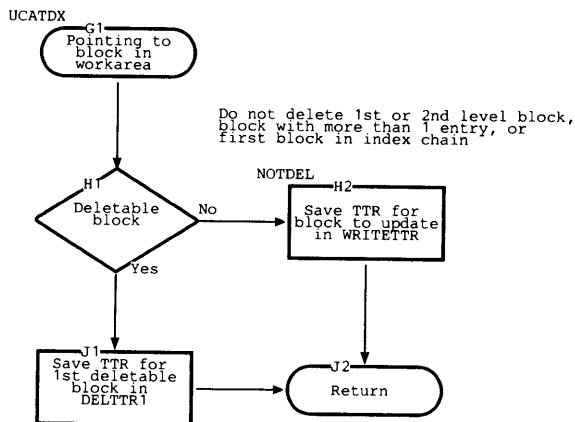 UCATDX
G1
Pointing to
block in
workarea
Do not delete 1st or 2nd level block,
block with more than 1 entry, or
first block in index chain
NOTDEL
H1
Deletable
block
No
H2
Save TTR for
block to update
in WRITETTR
Yes
J1
Save TTR for
1st deletable
block in
DELTTR1
J2
Return